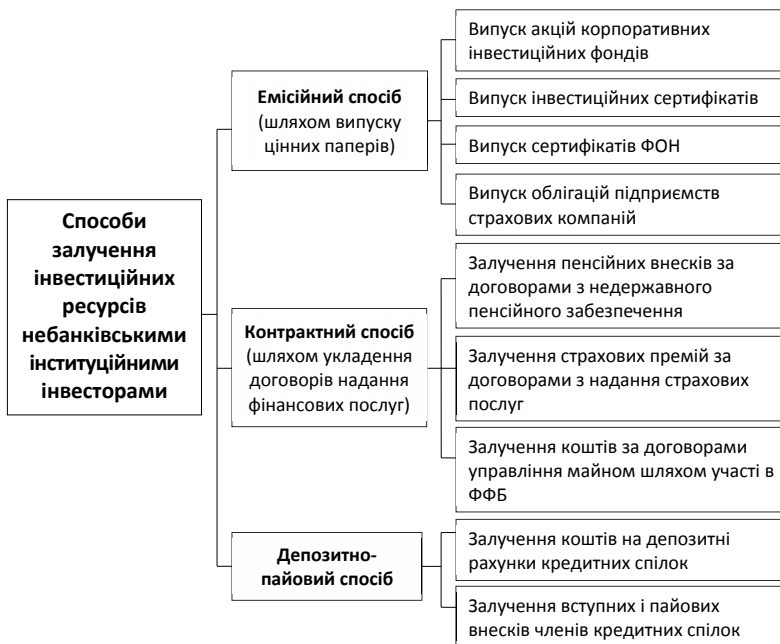 Способи
залучення
інвестиційних
ресурсів
небанківськими
інституційними
інвесторами
Емісійний спосіб
(шляхом випуску
цінних паперів)
Випуск акцій корпоративних
інвестиційних фондів
Випуск інвестиційних сертифікатів
Випуск сертифікатів ФОН
Випуск облігацій підприємств
страхових компаній
Контрактний спосіб
(шляхом укладення
договорів надання
фінансових послуг)
Залучення пенсійних внесків за
договорами з недержавного
пенсійного забезпечення
Залучення страхових премій за
договорами з надання страхових
послуг
Залучення коштів за договорами
управління майном шляхом участі в
ФФБ
Депозитно-
пайовий спосіб
Залучення коштів на депозитні
рахунки кредитних спілок
Залучення вступних і пайових
внесків членів кредитних спілок